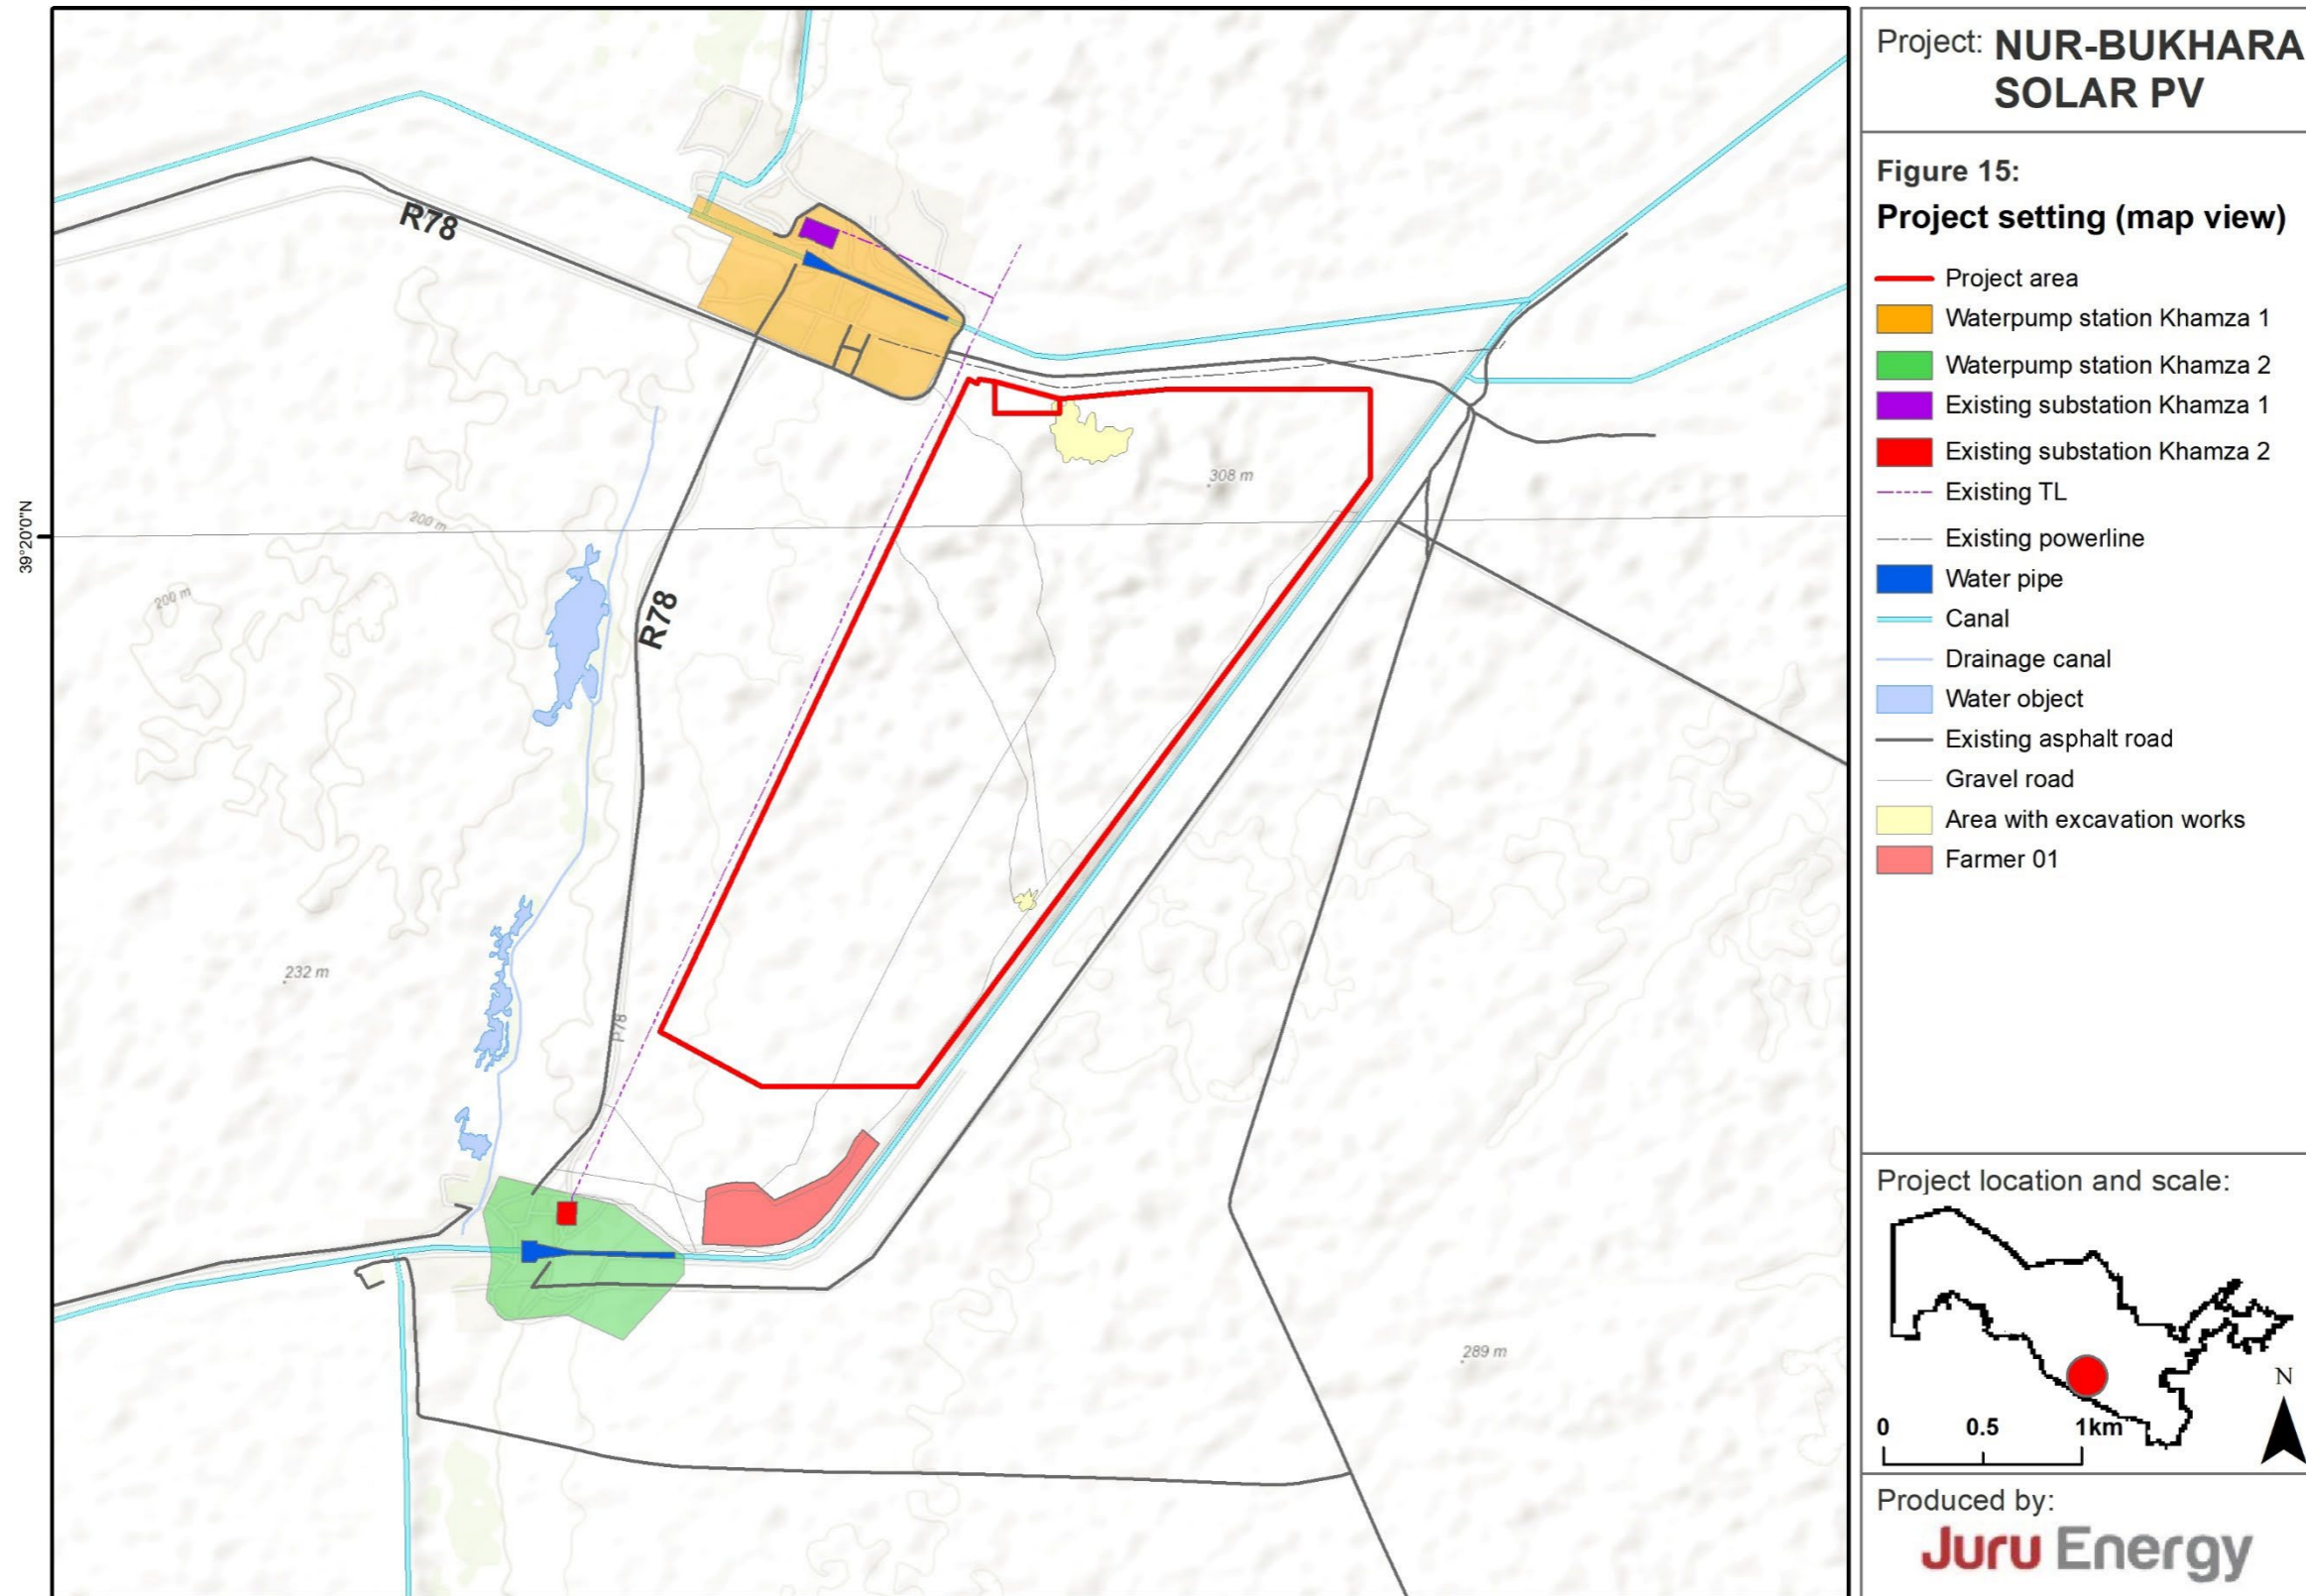 R78
R78
39°20'0"N
200 m
200 m
308 m
232 m
P78
289 m
Project: NUR-BUKHARA
SOLAR PV
Figure 15:
Project setting (map view)
Project area
Waterpump station Khamza 1
Waterpump station Khamza 2
Existing substation Khamza 1
Existing substation Khamza 2
Existing TL
Existing powerline
Water pipe
Canal
Drainage canal
Water object
Existing asphalt road
Gravel road
Area with excavation works
Farmer 01
Project location and scale:
N
0 0.5 1km
Produced by:
Juru Energy